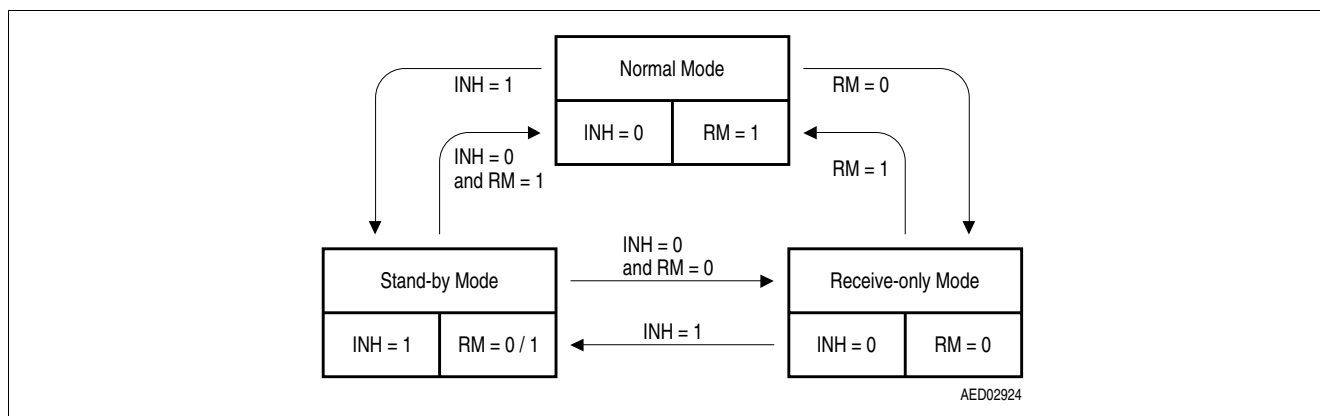 Normal Mode
INH = 1
RM = 0
INH = 0
RM = 1
INH = 0
and RM = 1
RM = 1
INH = 0
and RM = 0
Stand-by Mode
Receive-only Mode
INH = 1
RM = 0 / 1
INH = 1
INH = 0
RM = 0
AED02924